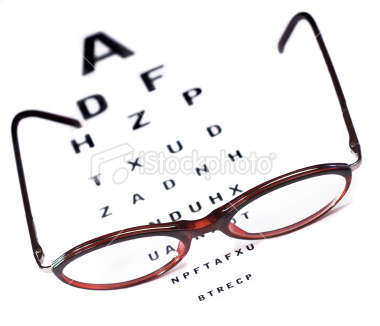 A
D F
H Z P
T X U D
Z A D N H
N D U H X
U A
N P F T A F X U
B T R E C P
iStockphoto